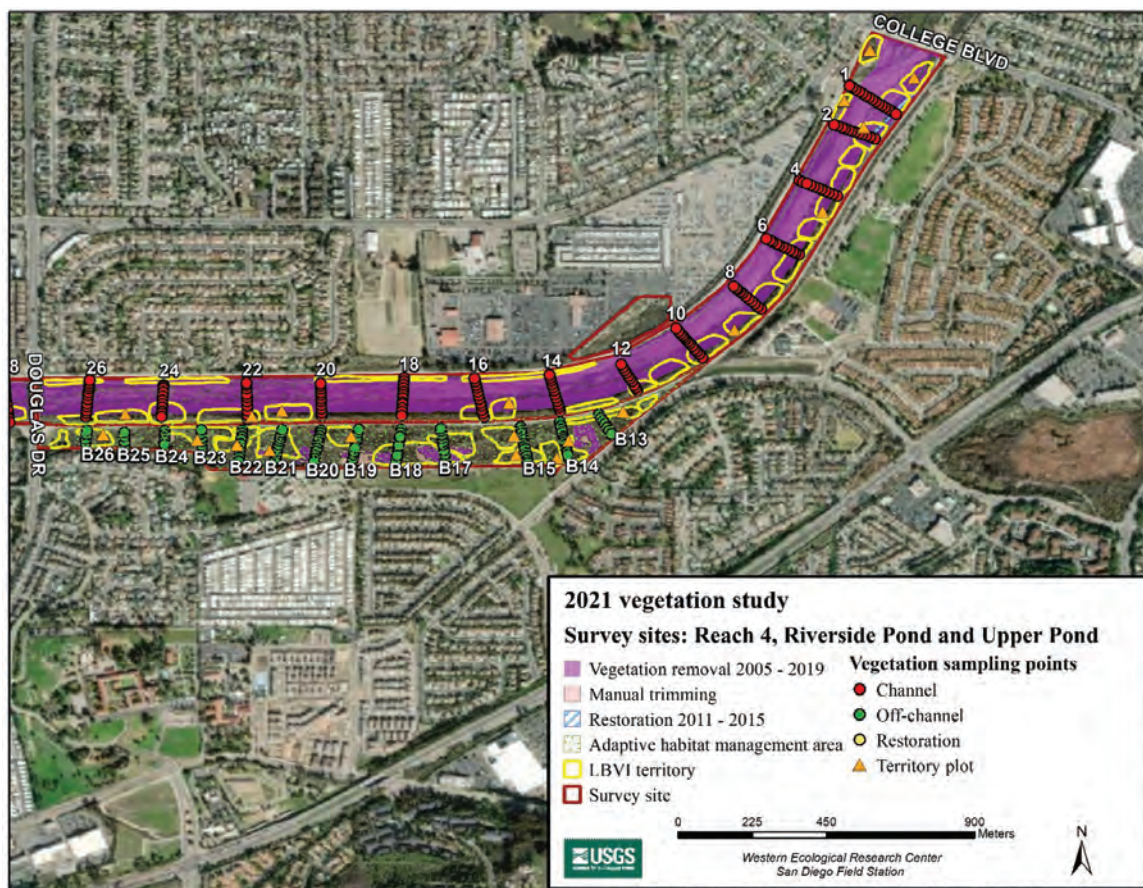 COLLEGE BLVD
1
2
4
6
8
10
12
14
16
18
20
22
24
26
8
DOUGLAS DR
B26
B25
B24
B23
B22
B21
B20
B19
B18
B17
B15
B14
B13
2021 vegetation study
Survey sites: Reach 4, Riverside Pond and Upper Pond
Vegetation removal 2005 - 2019
Manual trimming
Restoration 2011 - 2015
Adaptive habitat management area
LBVI territory
Survey site
Vegetation sampling points
Channel
Off-channel
Restoration
Territory plot
0 225 450 900
Meters
USGS
Western Ecological Research Center
San Diego Field Station
N